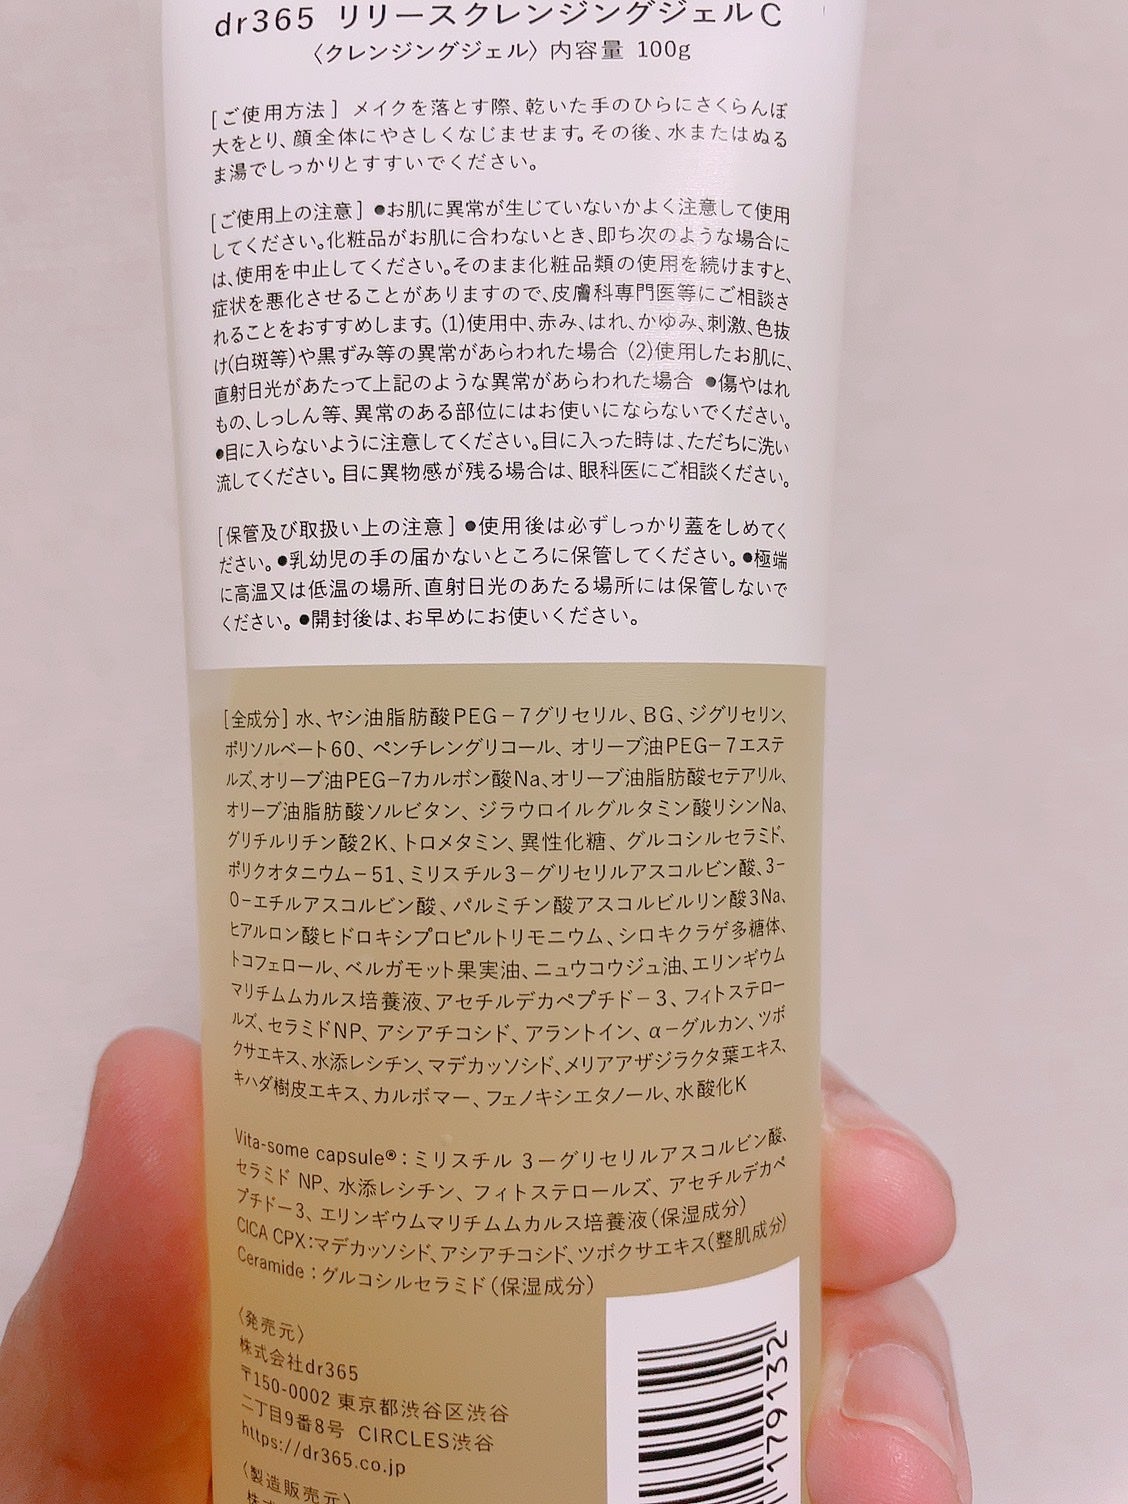 dr365 リリースクレンジングジェルC
〈クレンジングジェル〉内容量 100g
[ご使用方法] メイクを落とす際、乾いた手のひらにさくらんぼ
大をとり、顔全体にやさしくなじませます。その後、水またはぬる
ま湯でしっかりとすすいでください。
[ご使用上の注意] ●お肌に異常が生じていないかよく注意して使用
してください。化粧品がお肌に合わないとき、即ち次のような場合に
は、使用を中止してください。そのまま化粧品類の使用を続けますと、
症状を悪化させることがありますので、皮膚科専門医等にご相談さ
れることをおすすめします。(1)使用中、赤み、はれ、かゆみ、刺激、色抜
け(白斑等)や黒ずみ等の異常があらわれた場合 (2)使用したお肌に、
直射日光があたって上記のような異常があらわれた場合 ●傷やはれ
もの、しっしん等、異常のある部位にはお使いにならないでください。
●目に入らないように注意してください。目に入った時は、ただちに洗い
流してください。目に異物感が残る場合は、眼科医にご相談ください。
[保管及び取扱い上の注意] ●使用後は必ずしっかり蓋をしめてく
ださい。●乳幼児の手の届かないところに保管してください。●極端
に高温又は低温の場所、直射日光のあたる場所には保管しないで
ください。●開封後は、お早めにお使いください。
[全成分] 水、ヤシ油脂肪酸PEG-7グリセリル、BG、ジグリセリン、
ポリソルベート60、ペンチレングリコール、オリーブ油PEG-7エステ
ルズ、オリーブ油PEG-7カルボン酸Na、オリーブ油脂肪酸セテアリル、
オリーブ油脂肪酸ソルビタン、ジラウロイルグルタミン酸リシンNa、
グリチルリチン酸2K、トロメタミン、異性化糖、グルコシルセラミド、
ポリクオタニウム-51、ミリスチル3-グリセリルアスコルビン酸、3-
O-エチルアスコルビン酸、パルミチン酸アスコルビルリン酸3Na、
ヒアルロン酸ヒドロキシプロピルトリモニウム、シロキクラゲ多糖体、
トコフェロール、ベルガモット果実油、ニュウコウジュ油、エリンギウム
マリチムムカルス培養液、アセチルデカペプチド-3、フィトステロー
ルズ、セラミドNP、アシアチコシド、アラントイン、α-グルカン、ツボ
クサエキス、水添レシチン、マデカッソシド、メリアアザジラクタ葉エキス、
キハダ樹皮エキス、カルボマー、フェノキシエタノール、水酸化K
Vita-some capsule®：ミリスチル 3-グリセリルアスコルビン酸、
セラミド NP、水添レシチン、フィトステロールズ、アセチルデカペ
プチドー3、エリンギウムマリチムムカルス培養液(保湿成分)
CICA CPX:マデカッソシド、アシアチコシド、ツボクサエキス(整肌成分)
Ceramide：グルコシルセラミド(保湿成分)
〈発売元〉
株式会社dr365
〒150-0002 東京都渋谷区渋谷
二丁目9番8号 CIRCLES渋谷
https://dr365.co.jp
〈製造販売元〉
179132